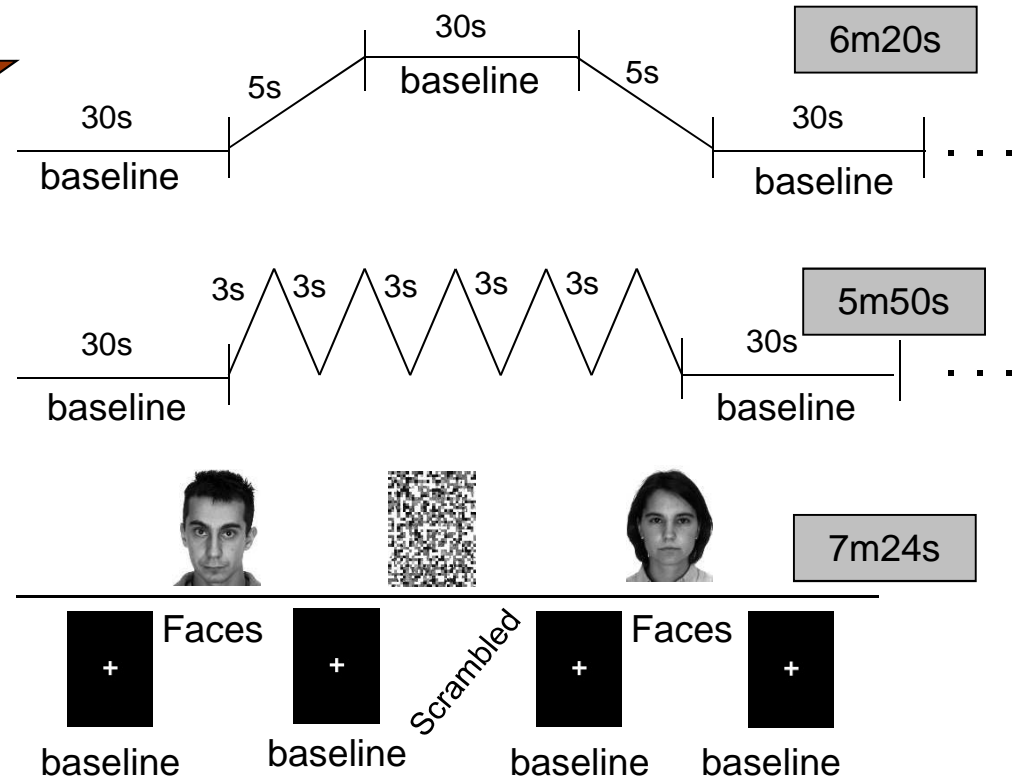 30s
6m20s
5s
baseline
5s
30s
30s
baseline
baseline
. . .
3s
3s
3s
3s
3s
5m50s
30s
30s
baseline
baseline
. . .
7m24s
Faces
Scrambled
Faces
+
+
+
+
baseline
baseline
baseline
baseline